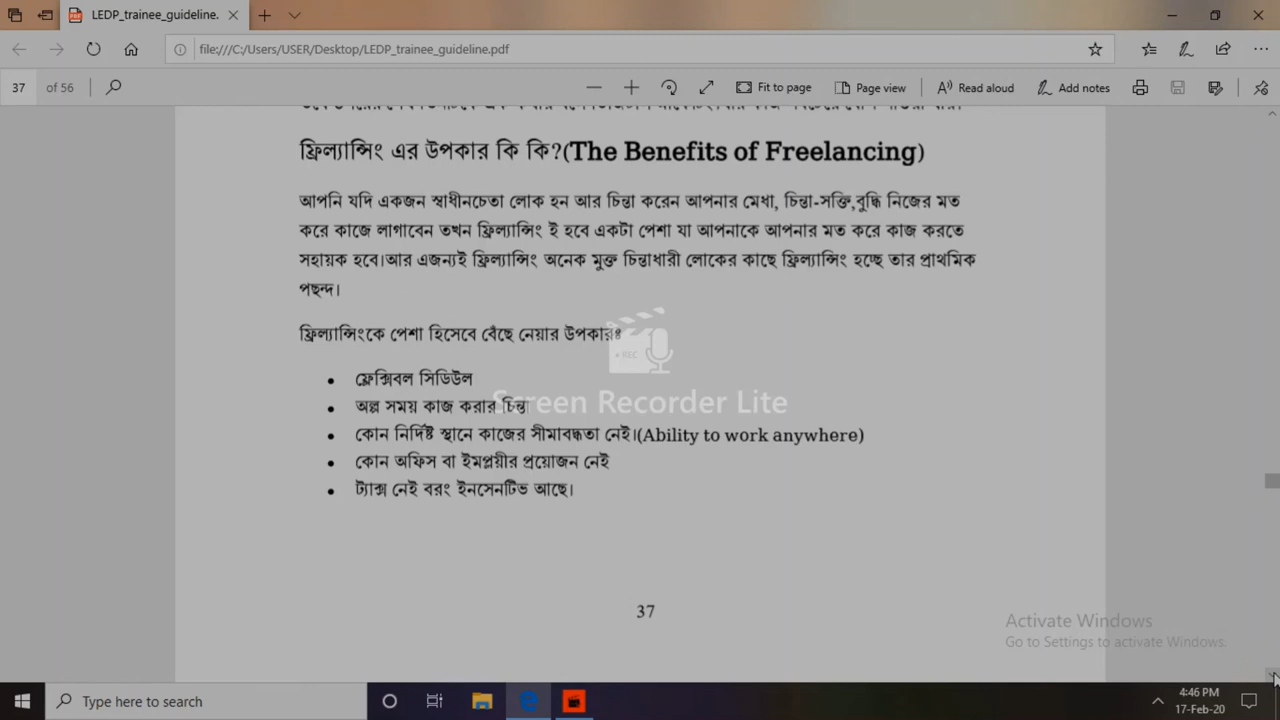 LEDP_trainee_guideline.
file:///C:/Users/USER/Desktop/LEDP_trainee_guideline.pdf
37 of 56 Fit to page Page view Read aloud Add notes
ফ্রিল্যান্সিং এর উপকার কি কি?(The Benefits of Freelancing)
আপনি যদি একজন স্বাধীনচেতা লোক হন আর চিন্তা করেন আপনার মেধা, চিন্তা-সক্তি,বুদ্ধি নিজের মত
করে কাজে লাগাবেন তখন ফ্রিল্যান্সিং ই হবে একটা পেশা যা আপনাকে আপনার মত করে কাজ করতে
সহায়ক হবে।আর এজন্যই ফ্রিল্যান্সিং অনেক মুক্ত চিন্তাধারী লোকের কাছে ফ্রিল্যান্সিং হচ্ছে তার প্রাথমিক
পছন্দ।
ফ্রিল্যান্সিংকে পেশা হিসেবে বেঁছে নেয়ার উপকারঃ
REC
• ফ্লেক্সিবল সিডিউল
Screen Recorder Lite
• অল্প সময় কাজ করার চিন্তা
• কোন নির্দিষ্ট স্থানে কাজের সীমাবদ্ধতা নেই।(Ability to work anywhere)
• কোন অফিস বা ইমপ্লয়ীর প্রয়োজন নেই
• ট্যাক্স নেই বরং ইনসেনটিভ আছে।
37
Activate Windows
Go to Settings to activate Windows.
Type here to search
4:46 PM
17-Feb-20